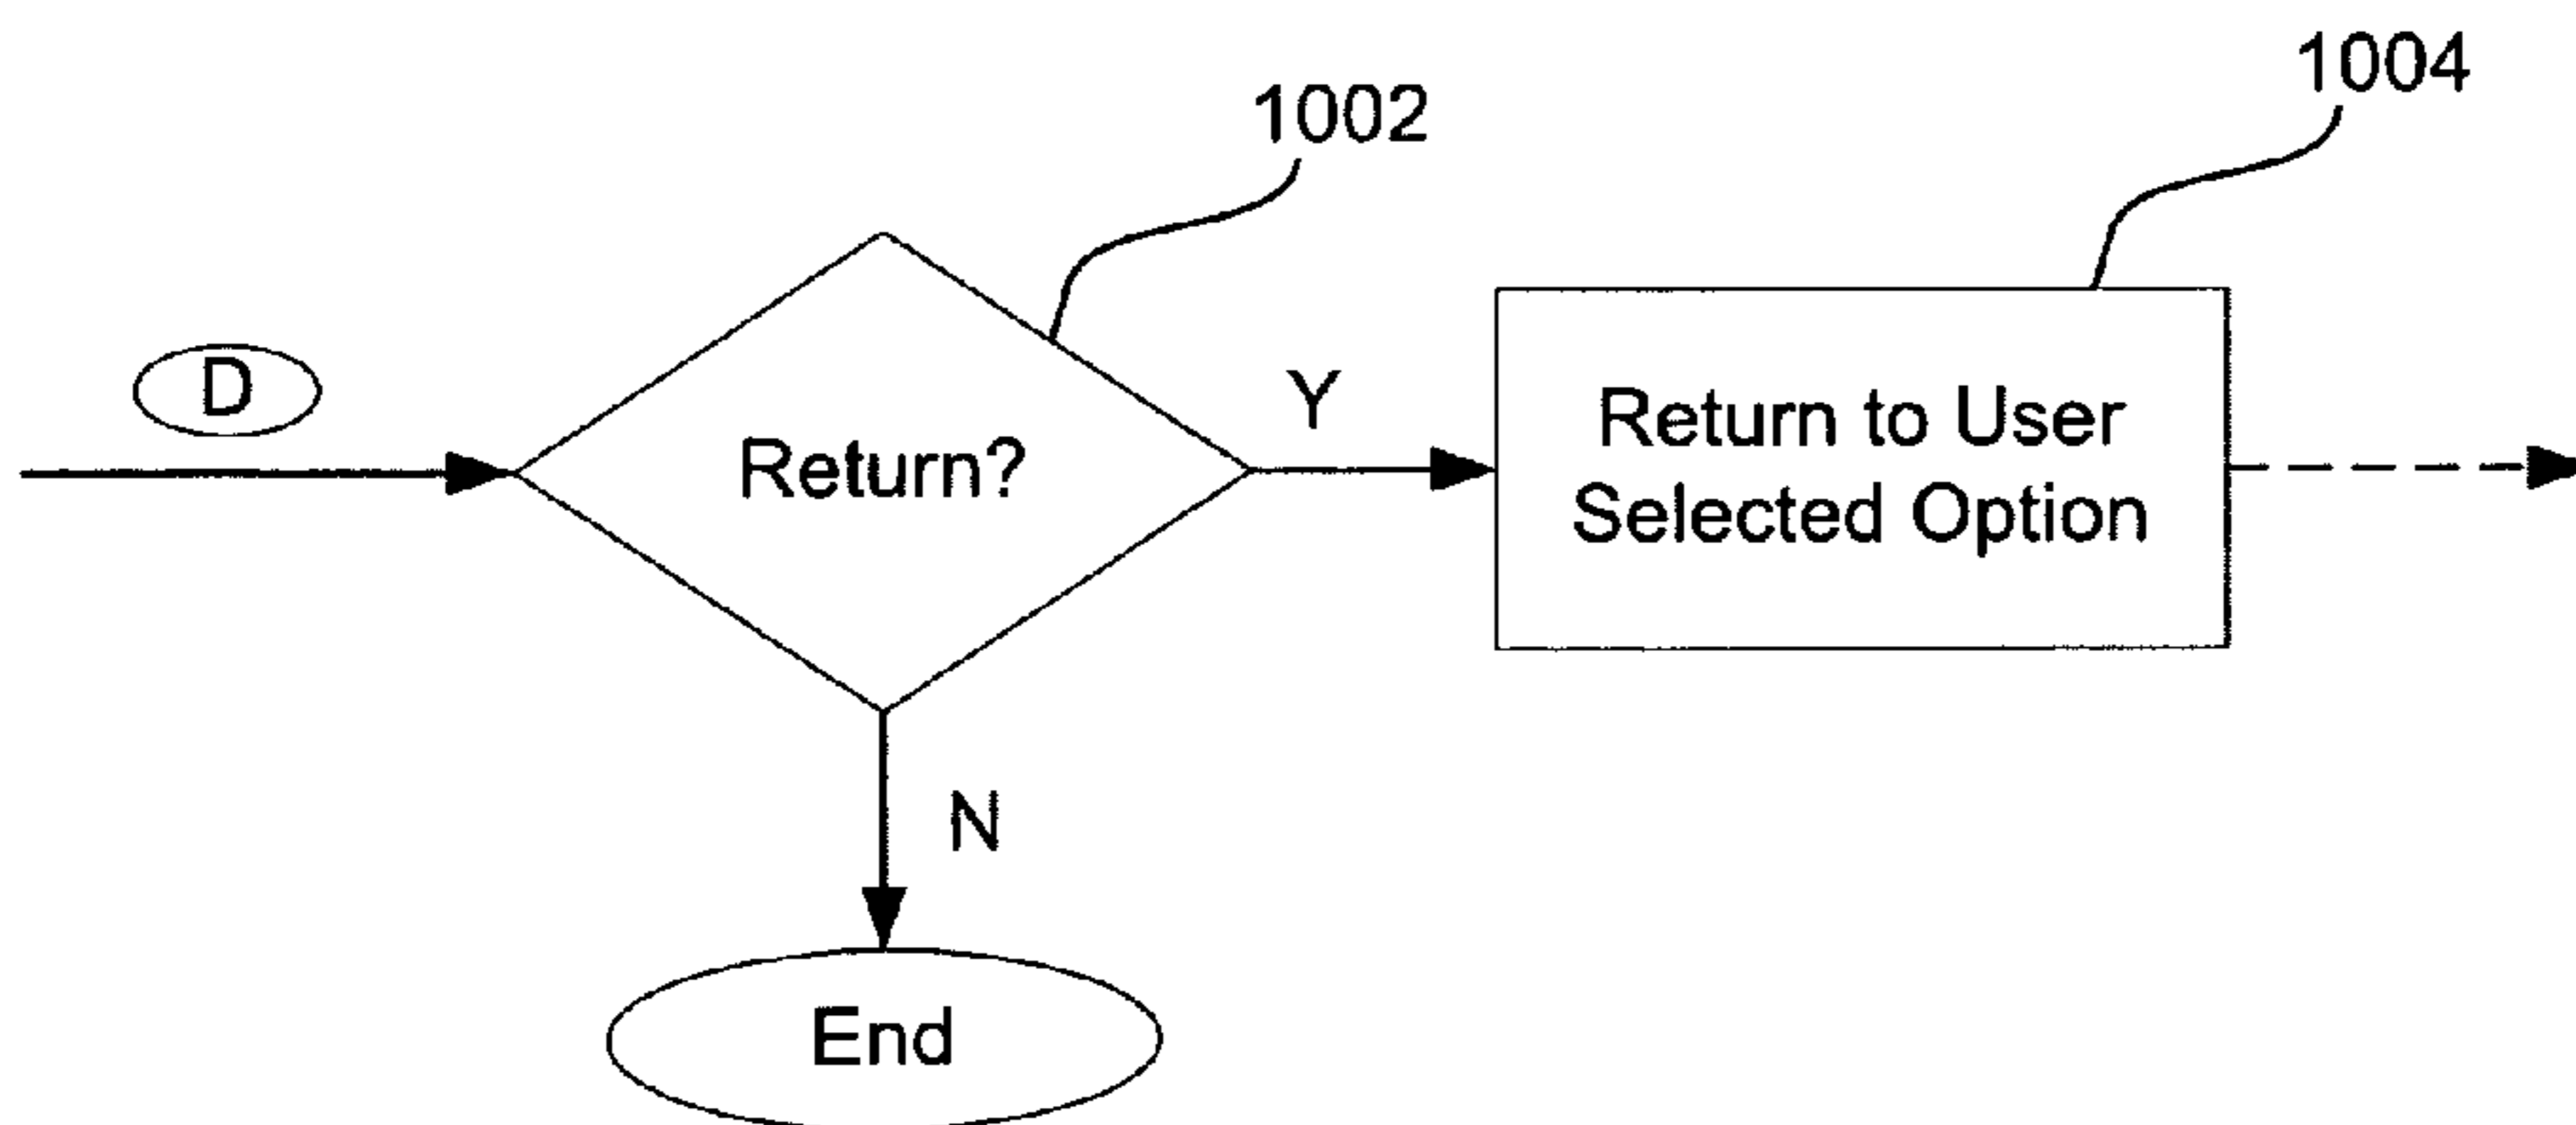 1004
1002
D
Y
Return?
Return to User
Selected Option
N
End